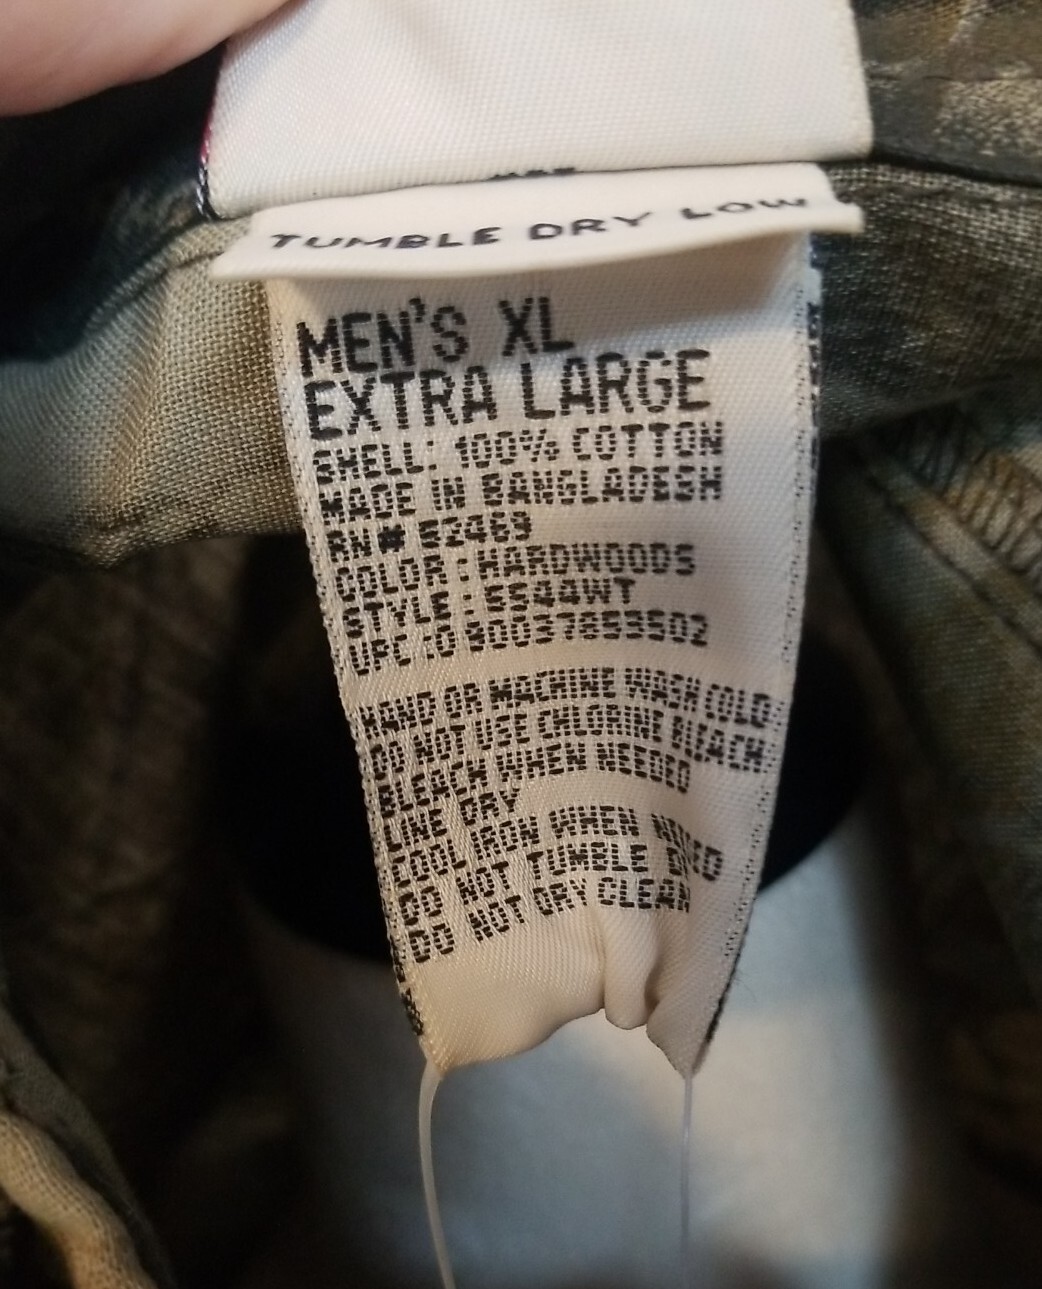 TUMBLE DRY LOW
MEN'S XL
EXTRA LARGE
SHELL: 100% COTTON
MADE IN BANGLADESH
RN# 52469
COLOR : HARDWOODS
STYLE : 5544WT
UPC :0 80037853502
HAND OR MACHINE WASH COLD
DO NOT USE CHLORINE BLEACH
BLEACH WHEN NEEDED
LINE DRY
COOL IRON WHEN NEEDED
DO NOT TUMBLE
DO NOT DRY CLEAN